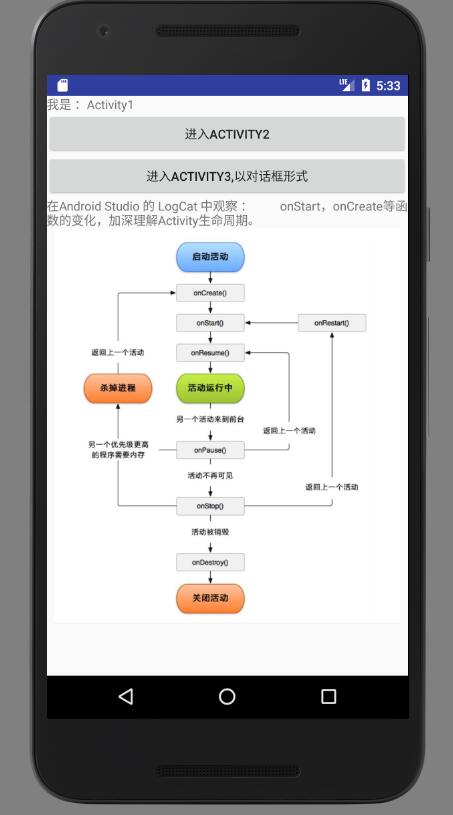 LTE 5:33
我是： Activity1
进入ACTIVITY2
进入ACTIVITY3,以对话框形式
在Android Studio 的 LogCat 中观察： onStart，onCreate等函
数的变化，加深理解Activity生命周期。
启动活动
onCreate()
onStart()
onRestart()
返回上一个活动
onResume()
杀掉进程
活动运行中
另一个活动来到前台
返回上一个活动
另一个优先级更高
的程序需要内存
onPause()
活动不再可见
返回上一个活动
onStop()
活动被销毁
onDestroy()
关闭活动